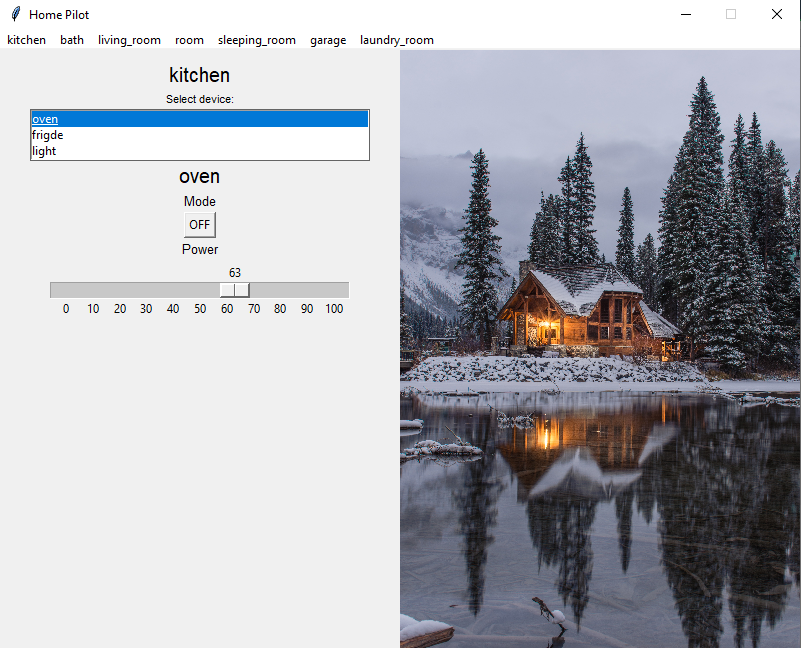 Home Pilot
kitchen bath living_room room sleeping_room garage laundry_room
kitchen
Select device:
oven
frigde
light
oven
Mode
OFF
Power
63
0 10 20 30 40 50 60 70 80 90 100